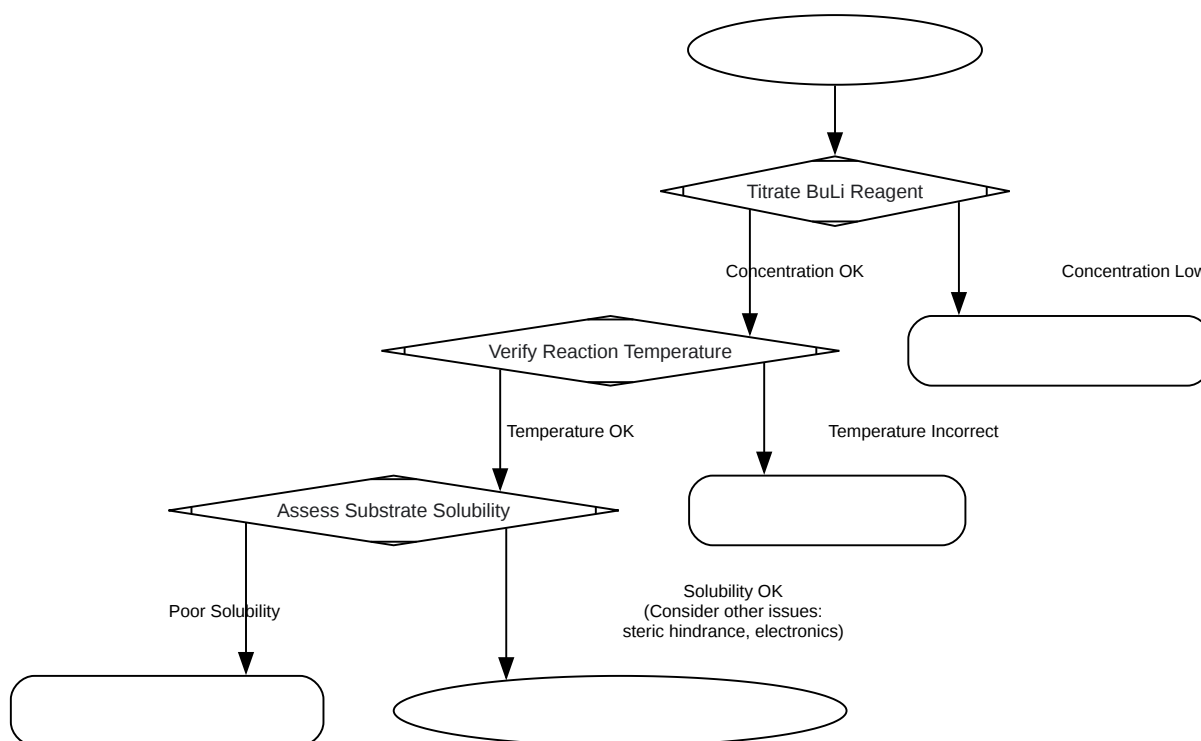 Titrate BuLi Reagent
Concentration OK
Concentration Low
Verify Reaction Temperature
Temperature OK
Temperature Incorrect
Assess Substrate Solubility
Poor Solubility
Solubility OK
(Consider other issues:
steric hindrance, electronics)